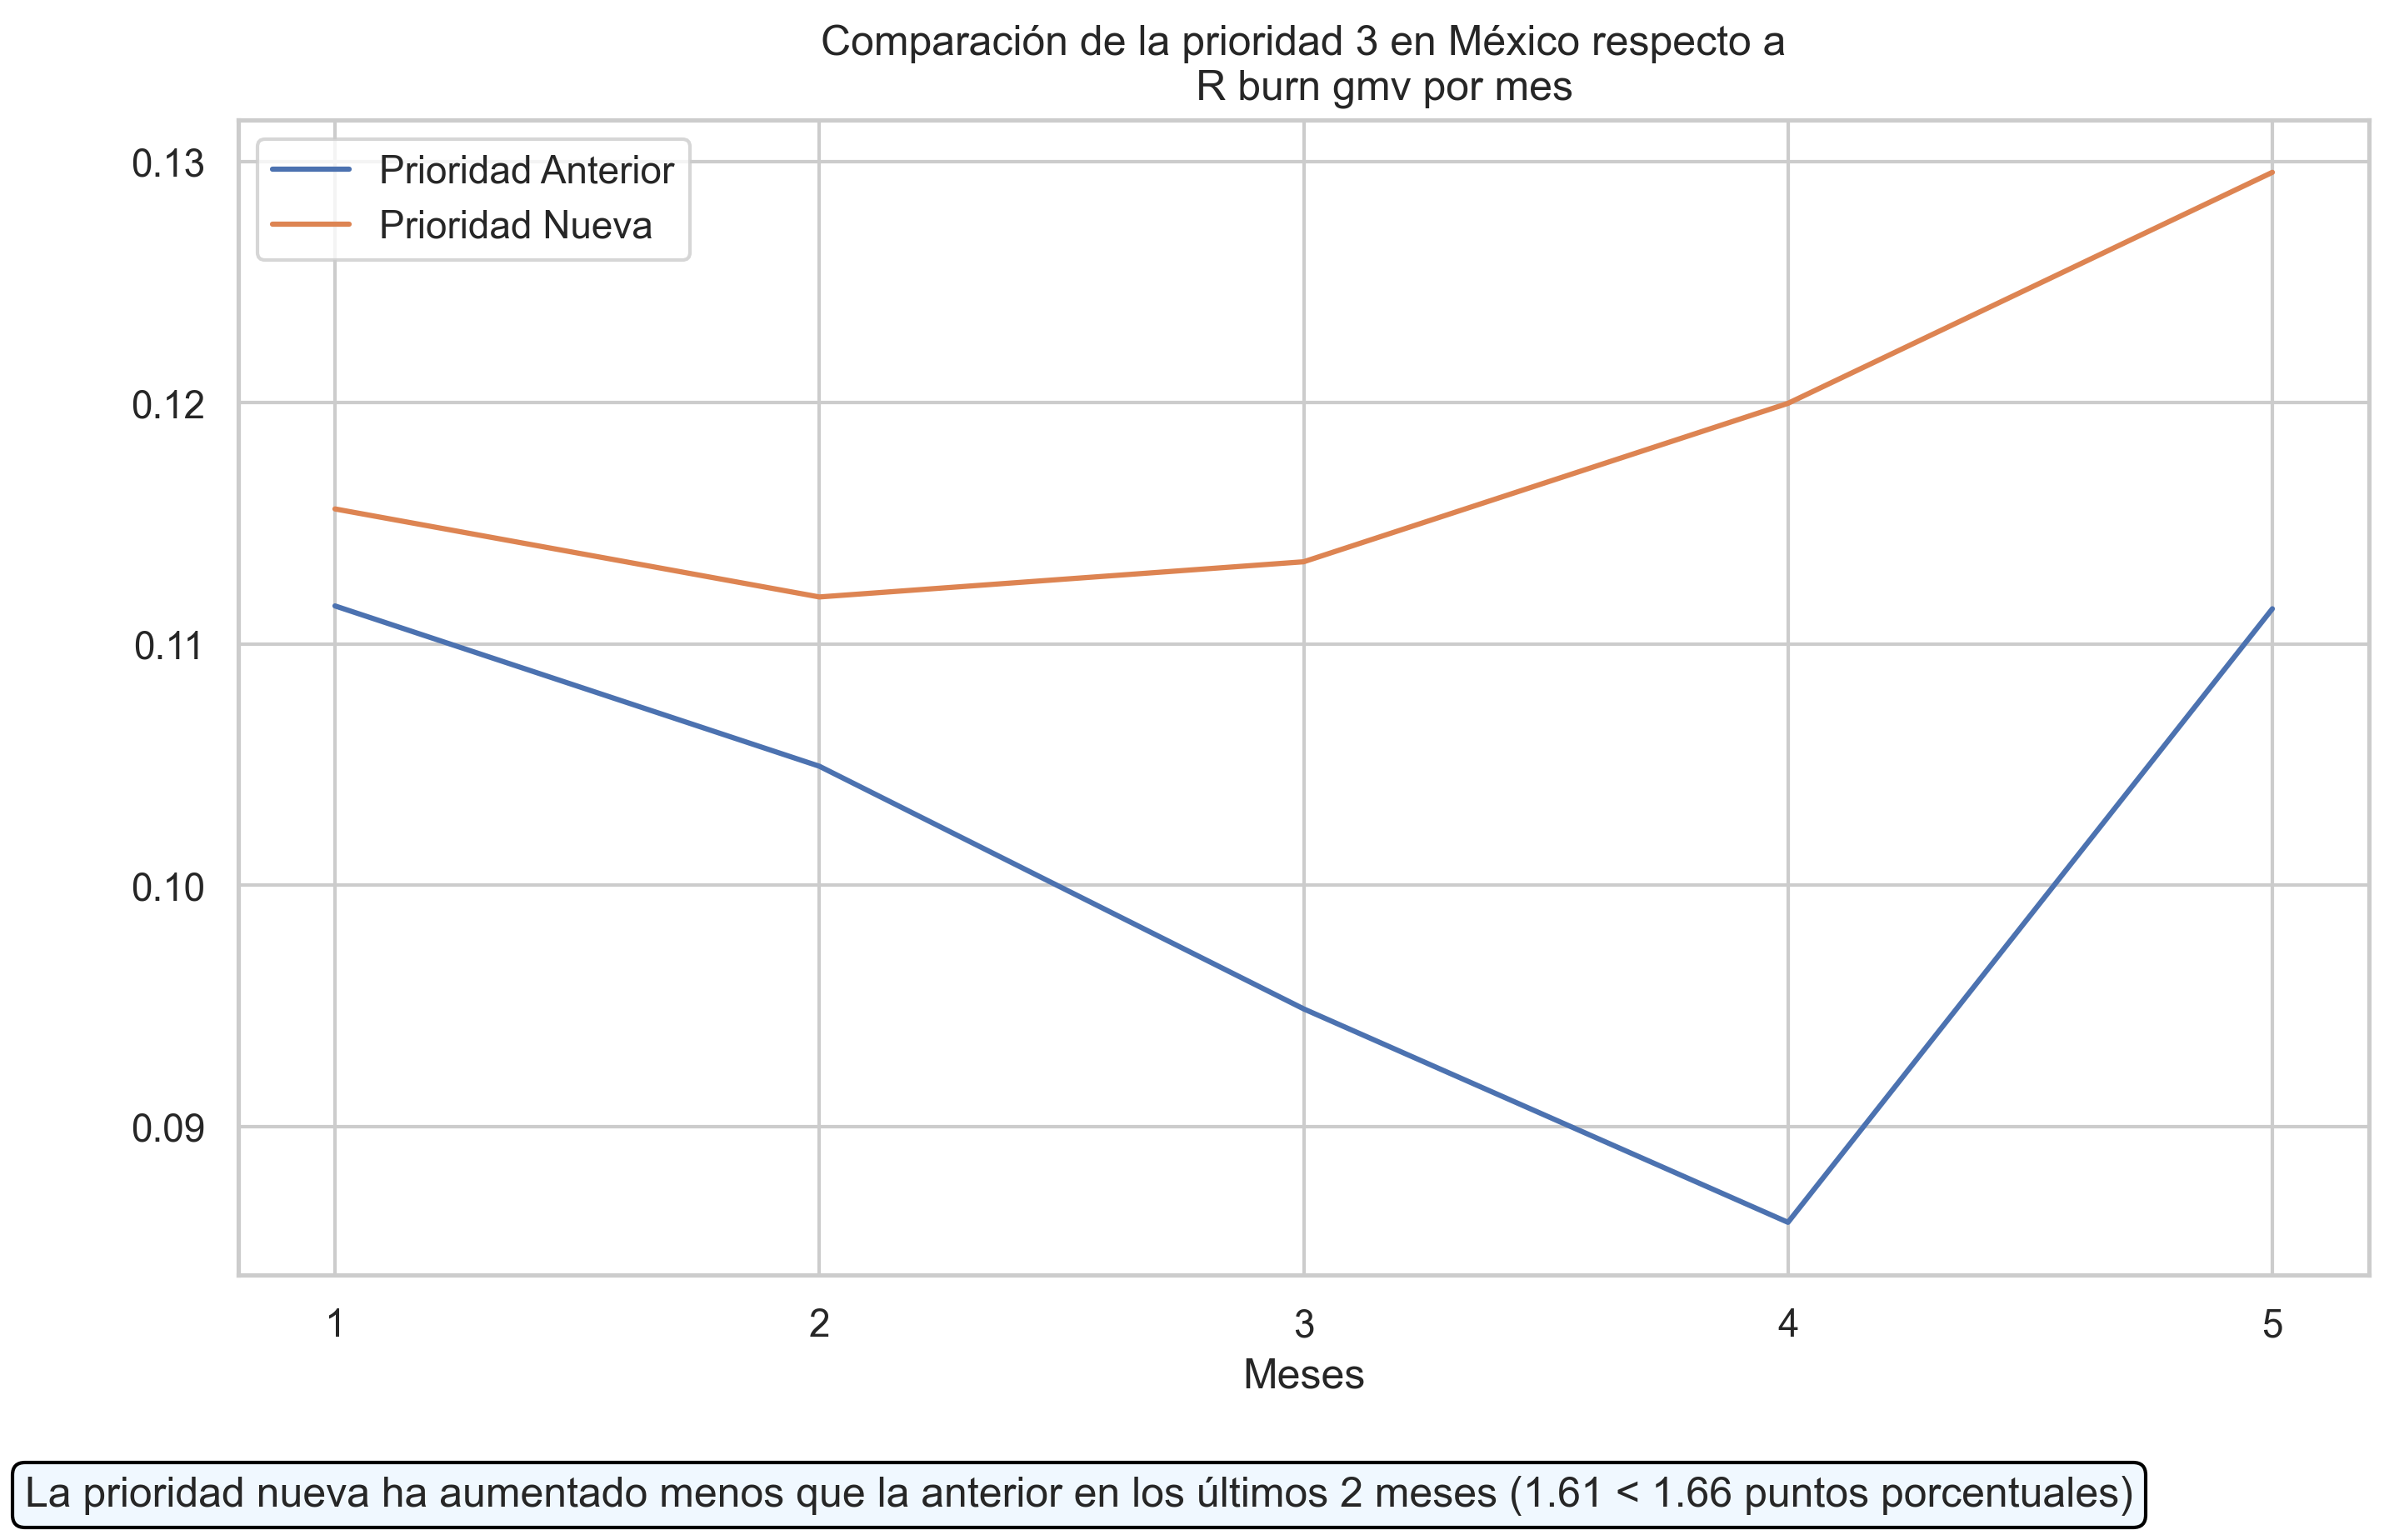 Comparación de la prioridad 3 en México respecto a
R burn gmv por mes
Prioridad Anterior
Prioridad Nueva
0.13
0.12
0.11
0.10
0.09
1 2 3 4 5
Meses
La prioridad nueva ha aumentado menos que la anterior en los últimos 2 meses (1.61 < 1.66 puntos porcentuales)